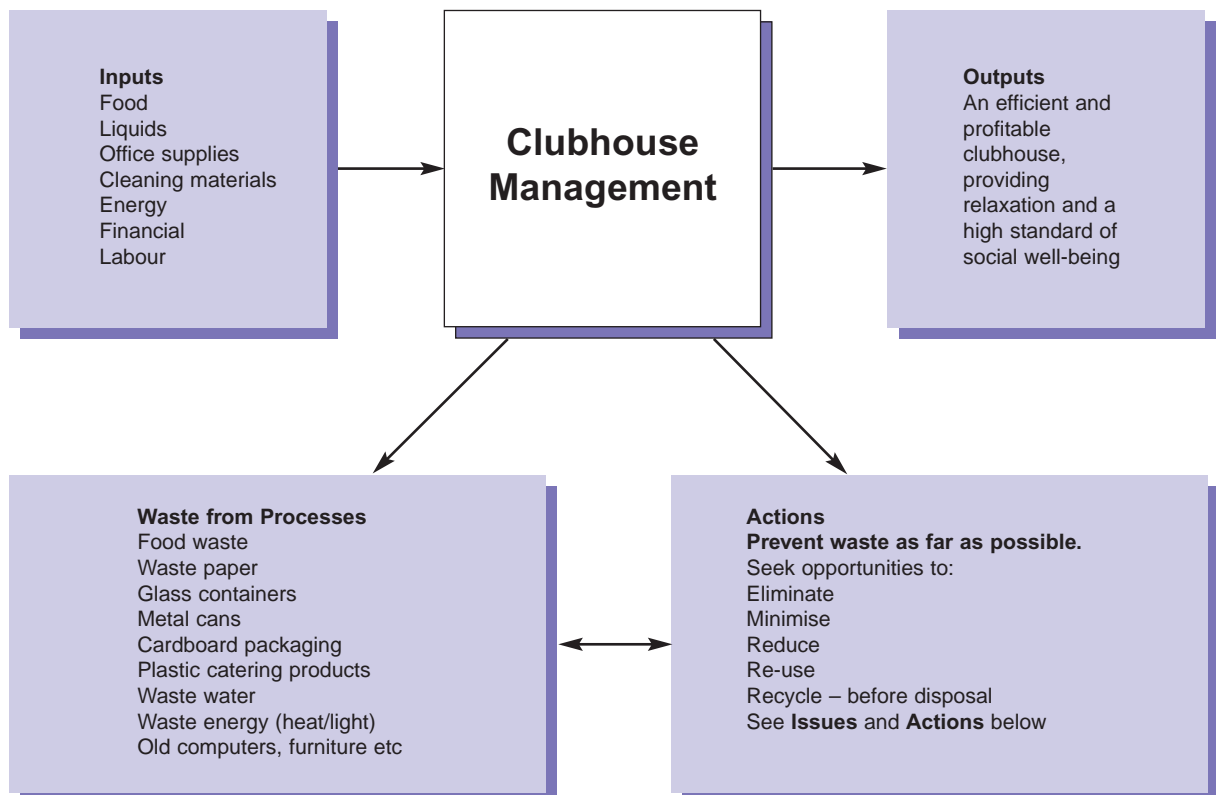 Inputs
Food
Liquids
Office supplies
Cleaning materials
Energy
Financial
Labour
Clubhouse
Management
Outputs
An efficient and
profitable
clubhouse,
providing
relaxation and a
high standard of
social well-being
Waste from Processes
Food waste
Waste paper
Glass containers
Metal cans
Cardboard packaging
Plastic catering products
Waste water
Waste energy (heat/light)
Old computers, furniture etc
Actions
Prevent waste as far as possible.
Seek opportunities to:
Eliminate
Minimise
Reduce
Re-use
Recycle – before disposal
See Issues and Actions below